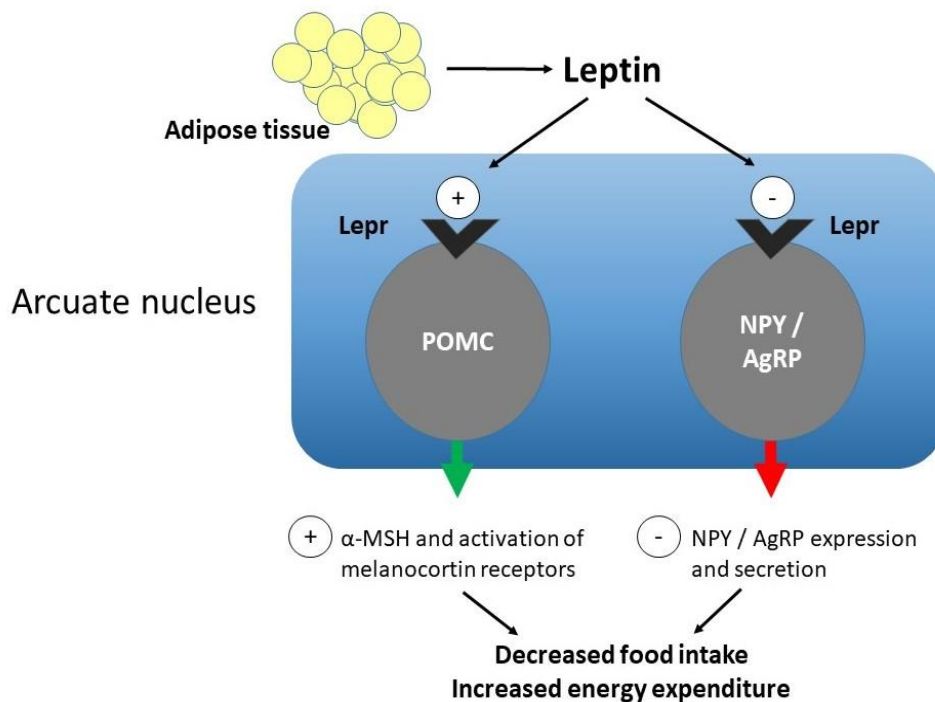 Leptin
Adipose tissue
+
-
Lepr
Lepr
Arcuate nucleus
POMC
NPY /
AgRP
+
α-MSH and activation of
melanocortin receptors
-
NPY / AgRP expression
and secretion
Decreased food intake
Increased energy expenditure